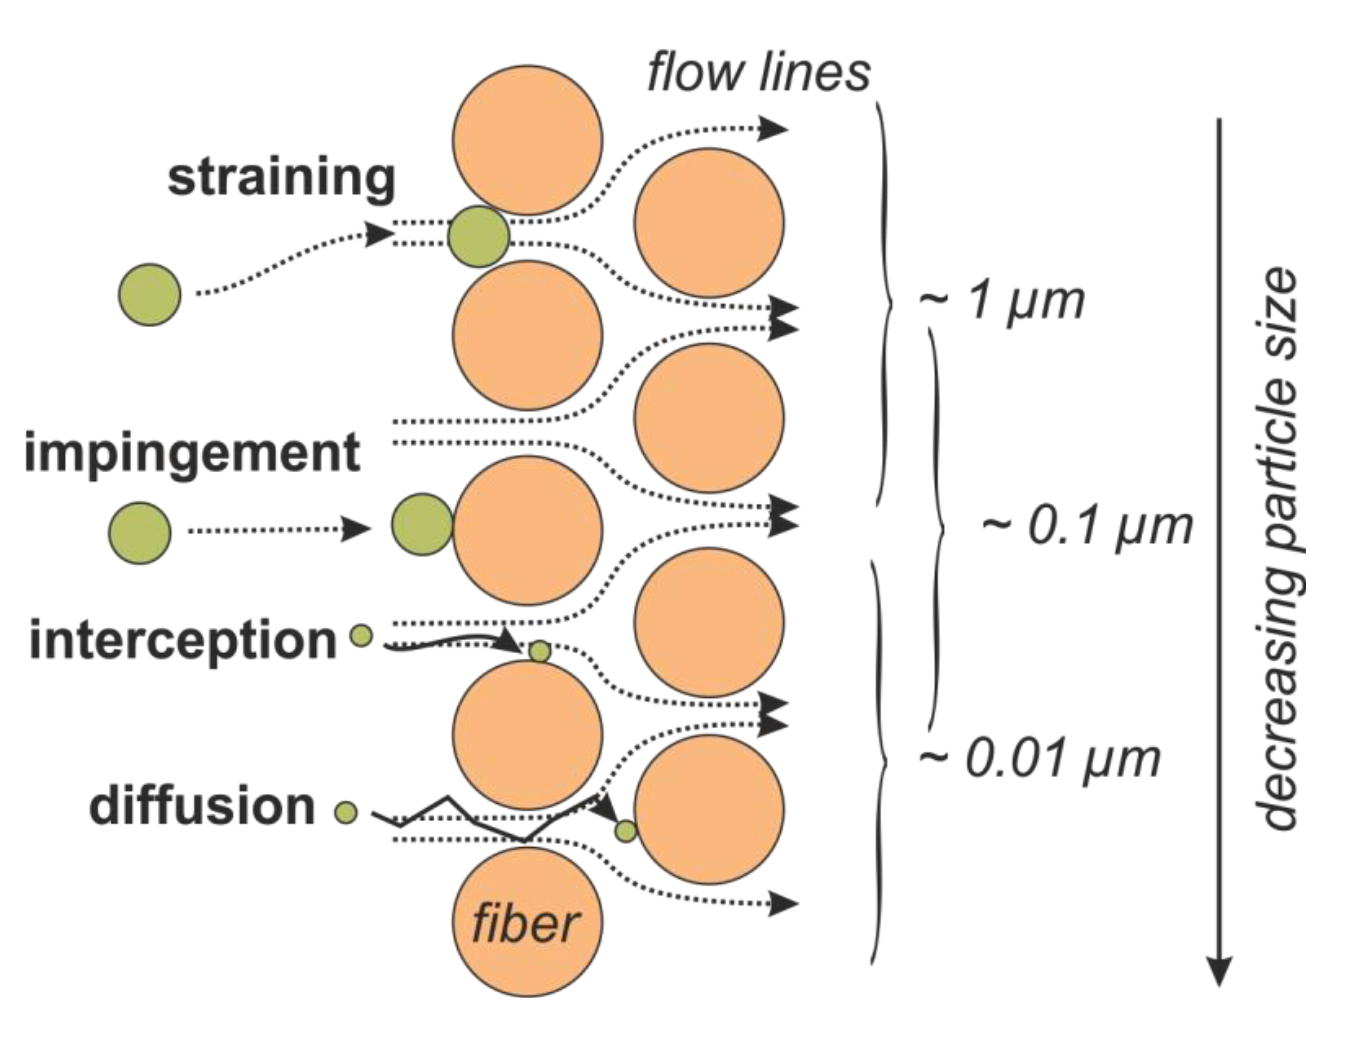 flow lines
straining
~ 1 µm
impingement
~ 0.1 µm
interception
~ 0.01 µm
diffusion
fiber
decreasing particle size